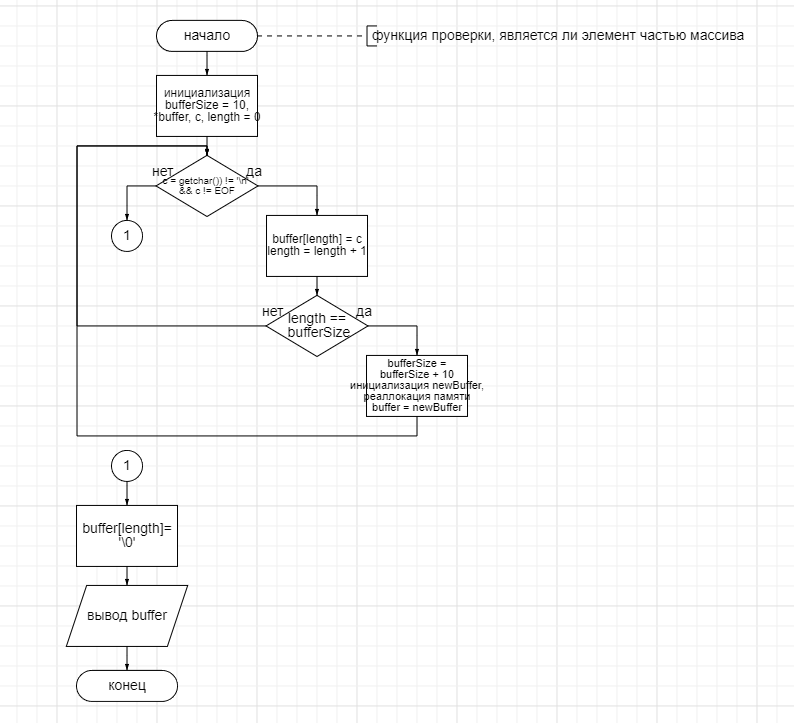 начало
функция проверки, является ли элемент частью массива
инициализация
bufferSize = 10,
*buffer, c, length = 0
нет
да
c = getchar()) != '\n'
&& c != EOF
1
buffer[length] = c
length = length + 1
нет
да
length ==
bufferSize
bufferSize =
bufferSize + 10
инициализация newBuffer,
реаллокация памяти
buffer = newBuffer
1
buffer[length]=
'\0'
вывод buffer
конец